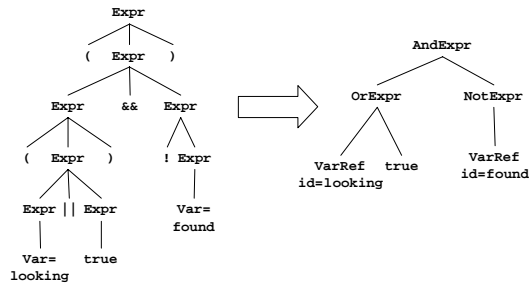 Expr
( Expr )
Expr && Expr
( Expr ) ! Expr
Expr || Expr Var=
found
Var= true
looking
AndExpr
OrExpr NotExpr
VarRef true VarRef
id=looking id=found